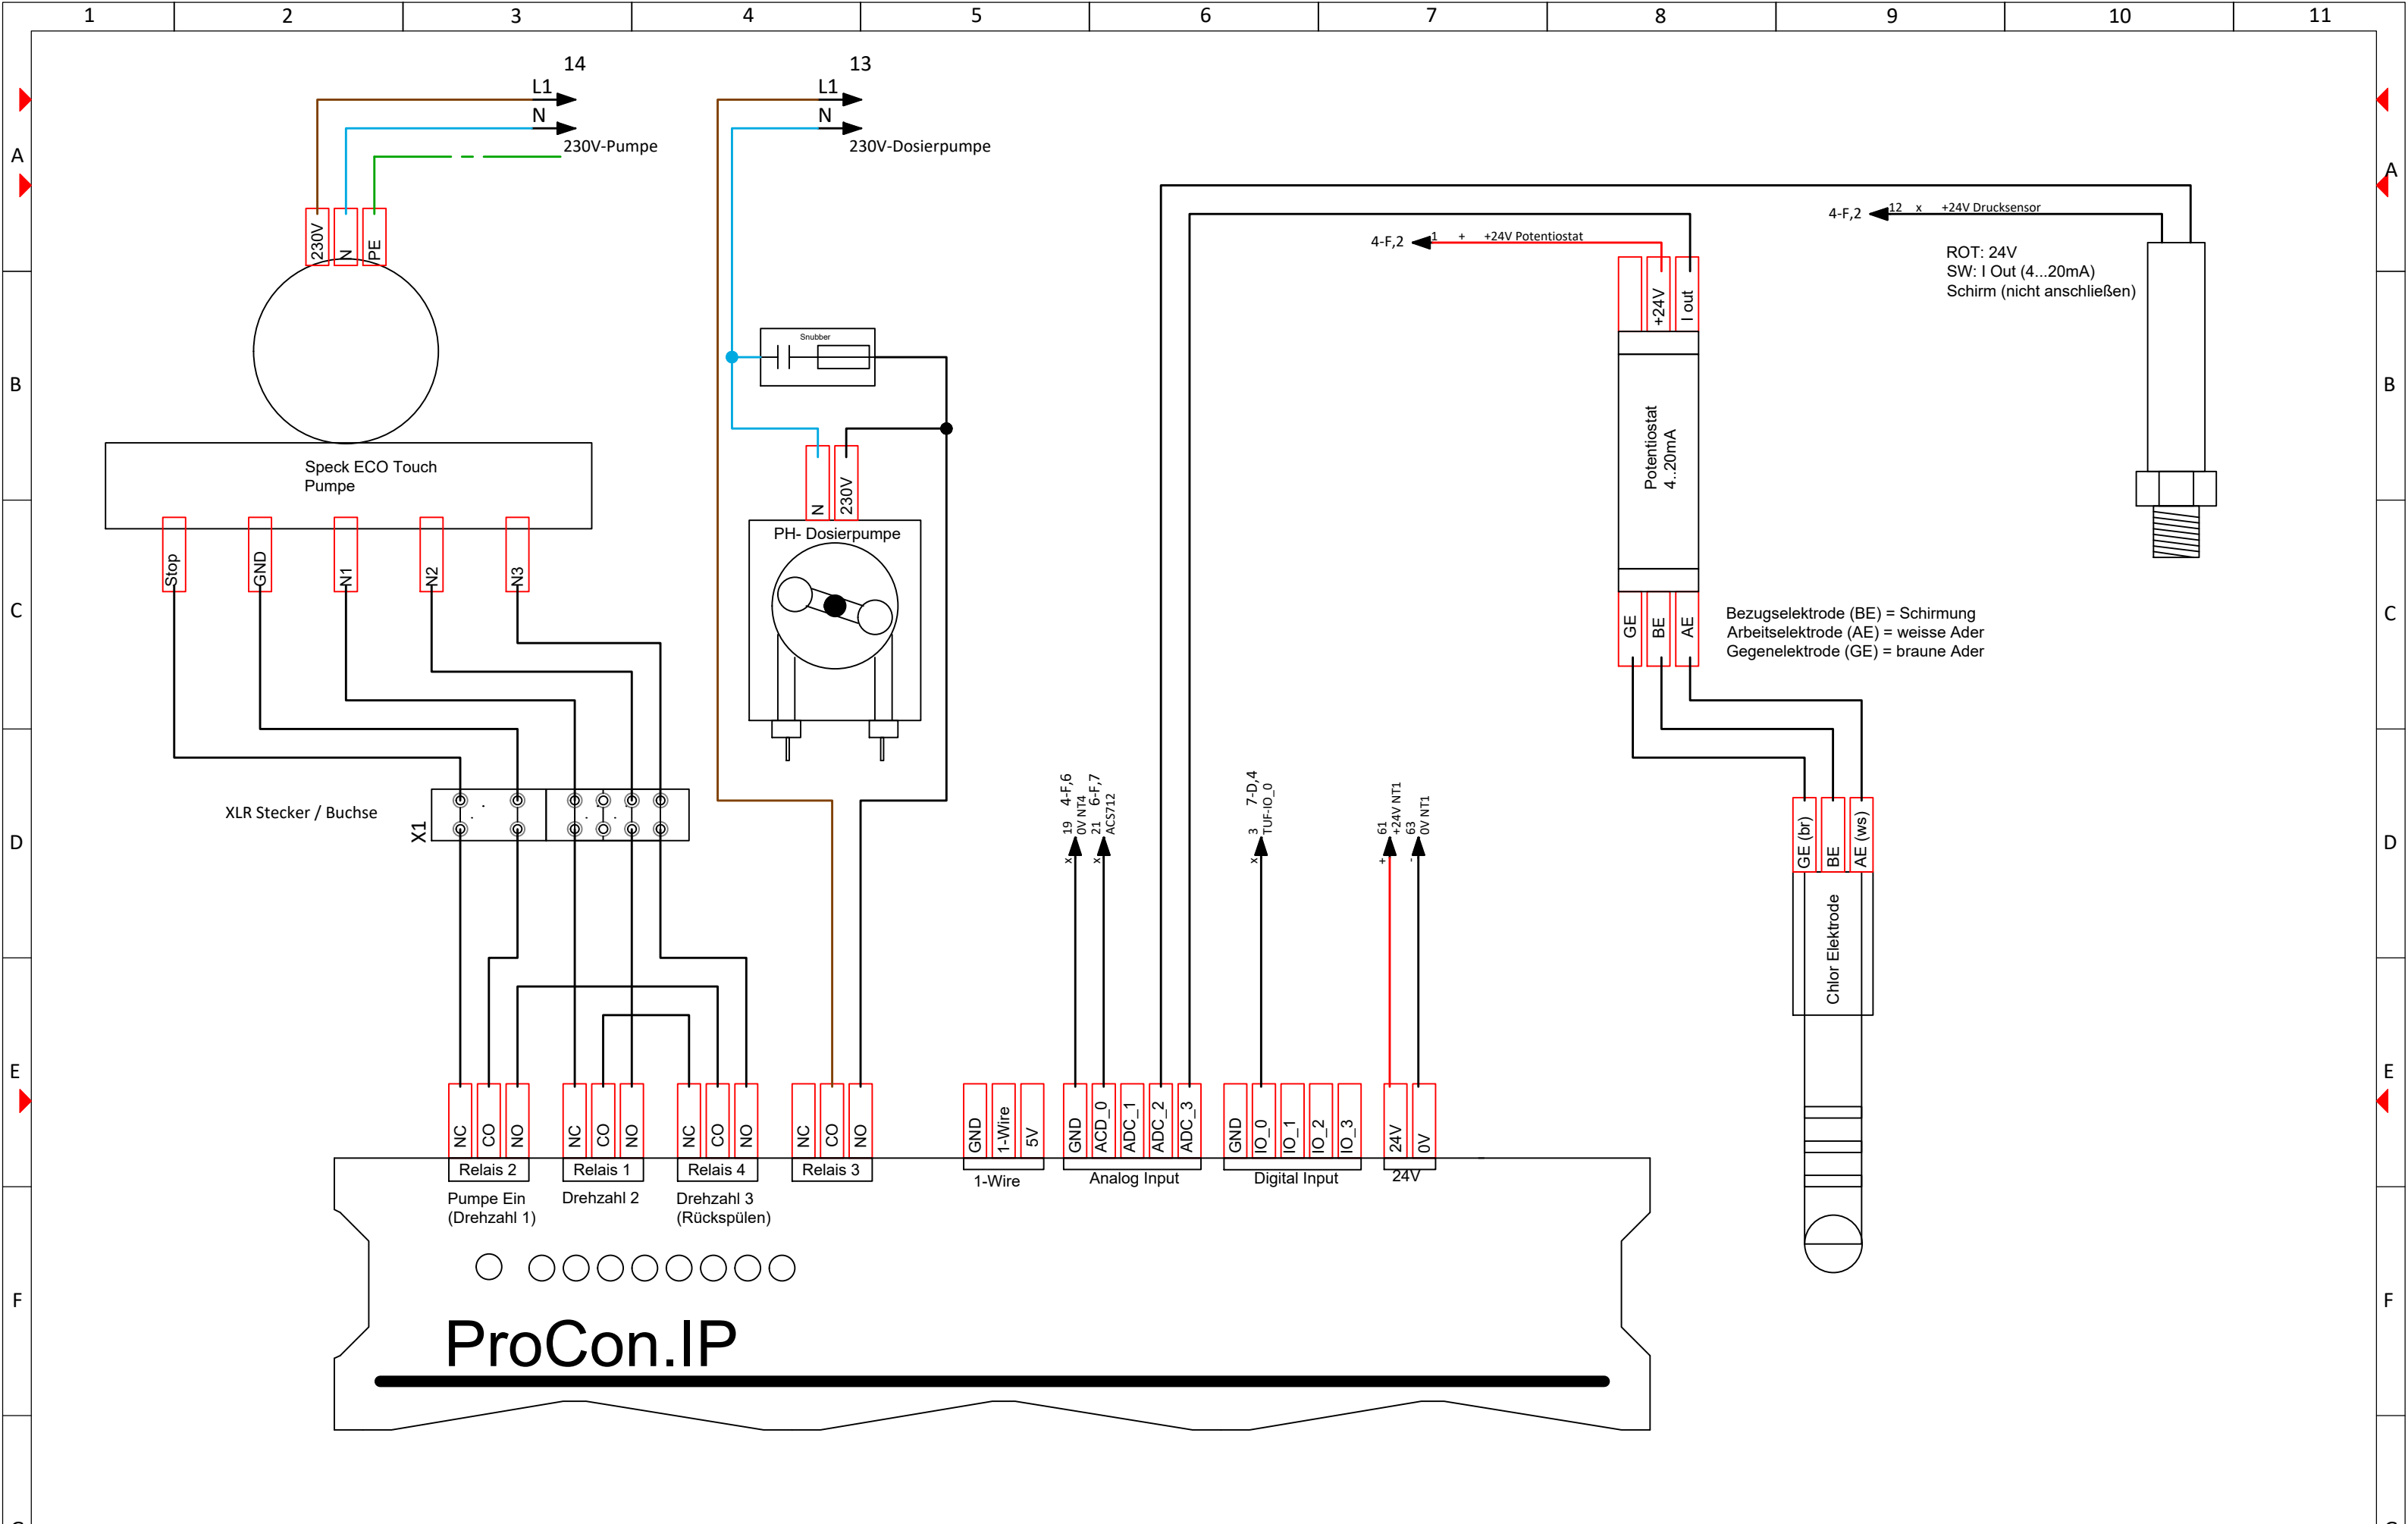 1 2 3 4 5 6 7 8 9 10 11
14
L1
N
230V-Pumpe
13
L1
N
230V-Dosierpumpe
A
A
4-F,2 12 x +24V Drucksensor
4-F,2 1 + +24V Potentiostat
ROT: 24V
SW: I Out (4...20mA)
Schirm (nicht anschließen)
230V
N
PE
+24V
I out
Snubber
B
B
Potentiostat
4..20mA
Speck ECO Touch
Pumpe
N
230V
PH- Dosierpumpe
Stop
GND
N1
N2
N3
C
C
GE
BE
AE
Bezugselektrode (BE) = Schirmung
Arbeitselektrode (AE) = weisse Ader
Gegenelektrode (GE) = braune Ader
XLR Stecker / Buchse
X1
x 19 4-F,6
0V NT4
x 21 6-F,7
ACS712
x 3 7-D,4
TUF-IO_0
+ 61
+24V NT1
- 63
0V NT1
D
D
GE (br)
BE
AE (ws)
Chlor Elektrode
E
E
NC
CO
NO
NC
CO
NO
NC
CO
NO
NC
CO
NO
GND
1-Wire
5V
GND
ACD_0
ADC_1
ADC_2
ADC_3
GND
IO_0
IO_1
IO_2
IO_3
24V
0V
Relais 2
Relais 1
Relais 4
Relais 3
1-Wire
Analog Input
Digital Input
24V
Pumpe Ein
(Drehzahl 1)
Drehzahl 2
Drehzahl 3
(Rückspülen)
F
F
ProCon.IP